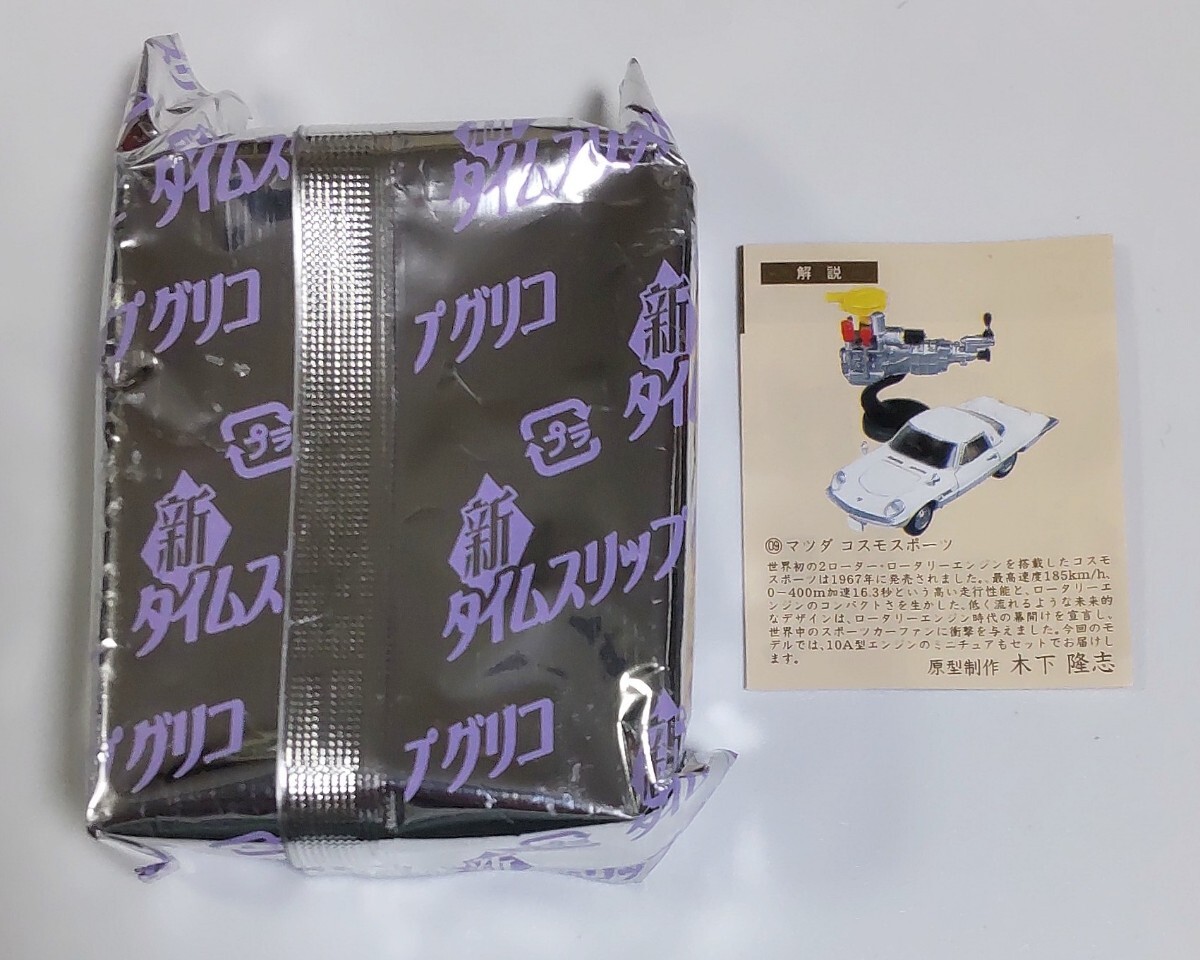 タイムス
タイムスリッ
プグリコ
プグリコ
新
タイ
プラ
プラ
新
新
タイムス
タイムスリップ
プグリコ
プグリコ
解説
⑨マツダ コスモスポーツ
世界初の2ローター・ロータリーエンジンを搭載したコスモ
スポーツは1967年に発売されました。、最高速度185km/h、
0−400m加速16.3秒という高い走行性能と、ロータリーエ
ンジンのコンパクトさを生かした、低く流れるような未来的
なデザインは、ロータリーエンジン時代の幕開けを宣言し、
世界中のスポーツカーファンに衝撃を与えました。今回のモ
デルでは、10A型エンジンのミニチュアもセットでお届けし
ます。
原型制作 木下 隆志